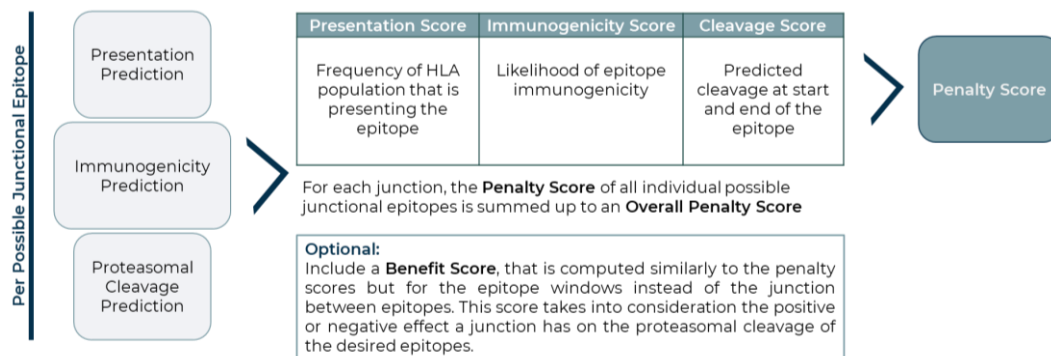 Per Possible Junctional Epitope
Presentation
Prediction
Immunogenicity
Prediction
Proteasomal
Cleavage
Prediction
Presentation Score
Immunogenicity Score
Cleavage Score
Frequency of HLA
population that is
presenting the
epitope
Likelihood of epitope
immunogenicity
Predicted
cleavage at start
and end of the
epitope
For each junction, the Penalty Score of all individual possible
junctional epitopes is summed up to an Overall Penalty Score
Optional:
Include a Benefit Score, that is computed similarly to the penalty
scores but for the epitope windows instead of the junction
between epitopes. This score takes into consideration the positive
or negative effect a junction has on the proteasomal cleavage of
the desired epitopes.
Penalty Score